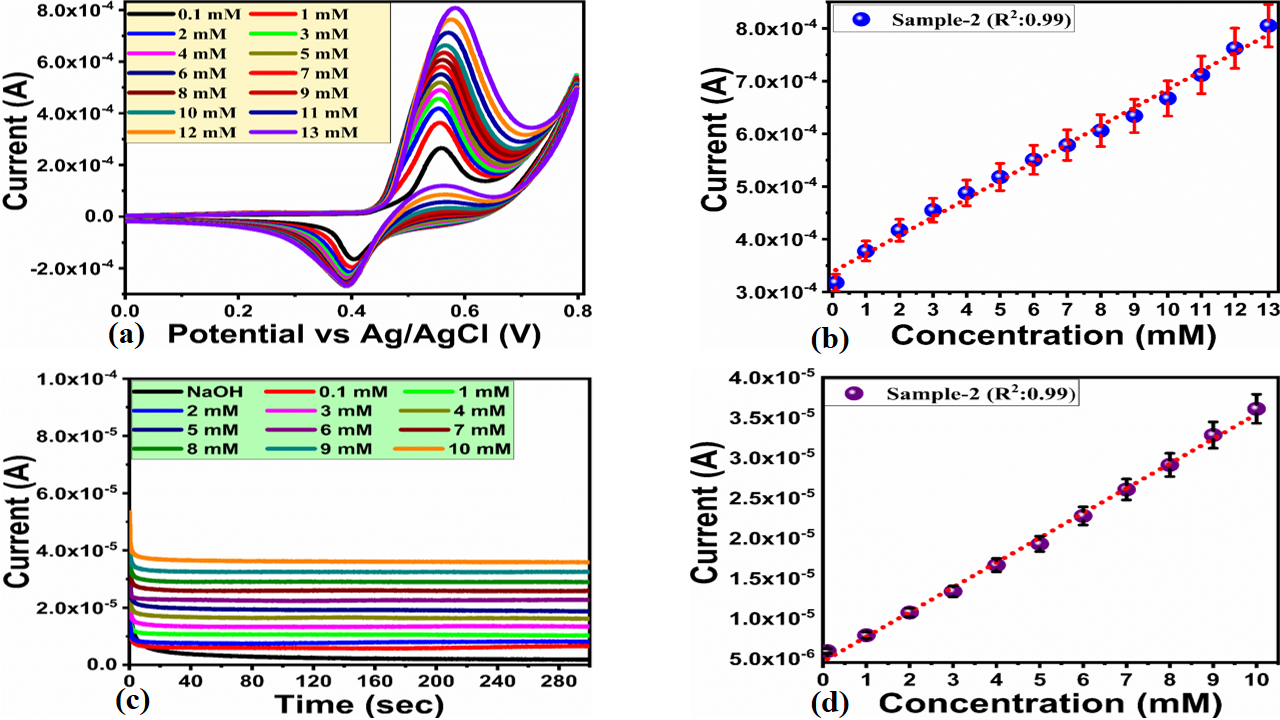 8.0x10⁻⁴
6.0x10⁻⁴
4.0x10⁻⁴
2.0x10⁻⁴
0.0
-2.0x10⁻⁴
Current (A)
0.1 mM 1 mM
2 mM 3 mM
4 mM 5 mM
6 mM 7 mM
8 mM 9 mM
10 mM 11 mM
12 mM 13 mM
0.0 0.2 0.4 0.6 0.8
(a) Potential vs Ag/AgCl (V)
8.0x10⁻⁴
7.0x10⁻⁴
6.0x10⁻⁴
5.0x10⁻⁴
4.0x10⁻⁴
3.0x10⁻⁴
Current (A)
Sample-2 (R²:0.99)
0 1 2 3 4 5 6 7 8 9 10 11 12 13
(b) Concentration (mM)
1.0x10⁻⁴
8.0x10⁻⁵
6.0x10⁻⁵
4.0x10⁻⁵
2.0x10⁻⁵
0.0
Current (A)
NaOH 0.1 mM 1 mM
2 mM 3 mM 4 mM
5 mM 6 mM 7 mM
8 mM 9 mM 10 mM
0 40 80 120 160 200 240 280
(c) Time (sec)
4.0x10⁻⁵
3.5x10⁻⁵
3.0x10⁻⁵
2.5x10⁻⁵
2.0x10⁻⁵
1.5x10⁻⁵
1.0x10⁻⁵
5.0x10⁻⁶
Current (A)
Sample-2 (R²:0.99)
0 1 2 3 4 5 6 7 8 9 10
(d) Concentration (mM)